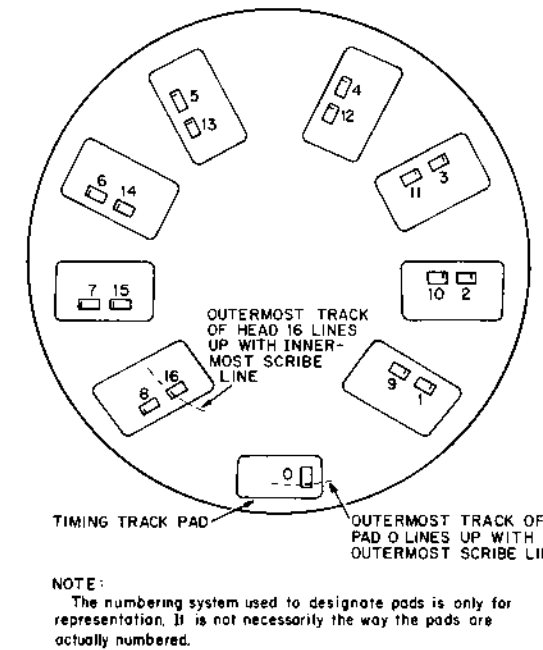 5
13
4
12
6
14
11
3
7
15
10
2
OUTERMOST TRACK
OF HEAD 16 LINES
UP WITH INNER-
MOST SCRIBE
LINE
8
16
9
1
0
TIMING TRACK PAD
OUTERMOST TRACK OF
PAD 0 LINES UP WITH
OUTERMOST SCRIBE LI
NOTE:
The numbering system used to designate pads is only for
representation. It is not necessarily the way the pads are
actually numbered.